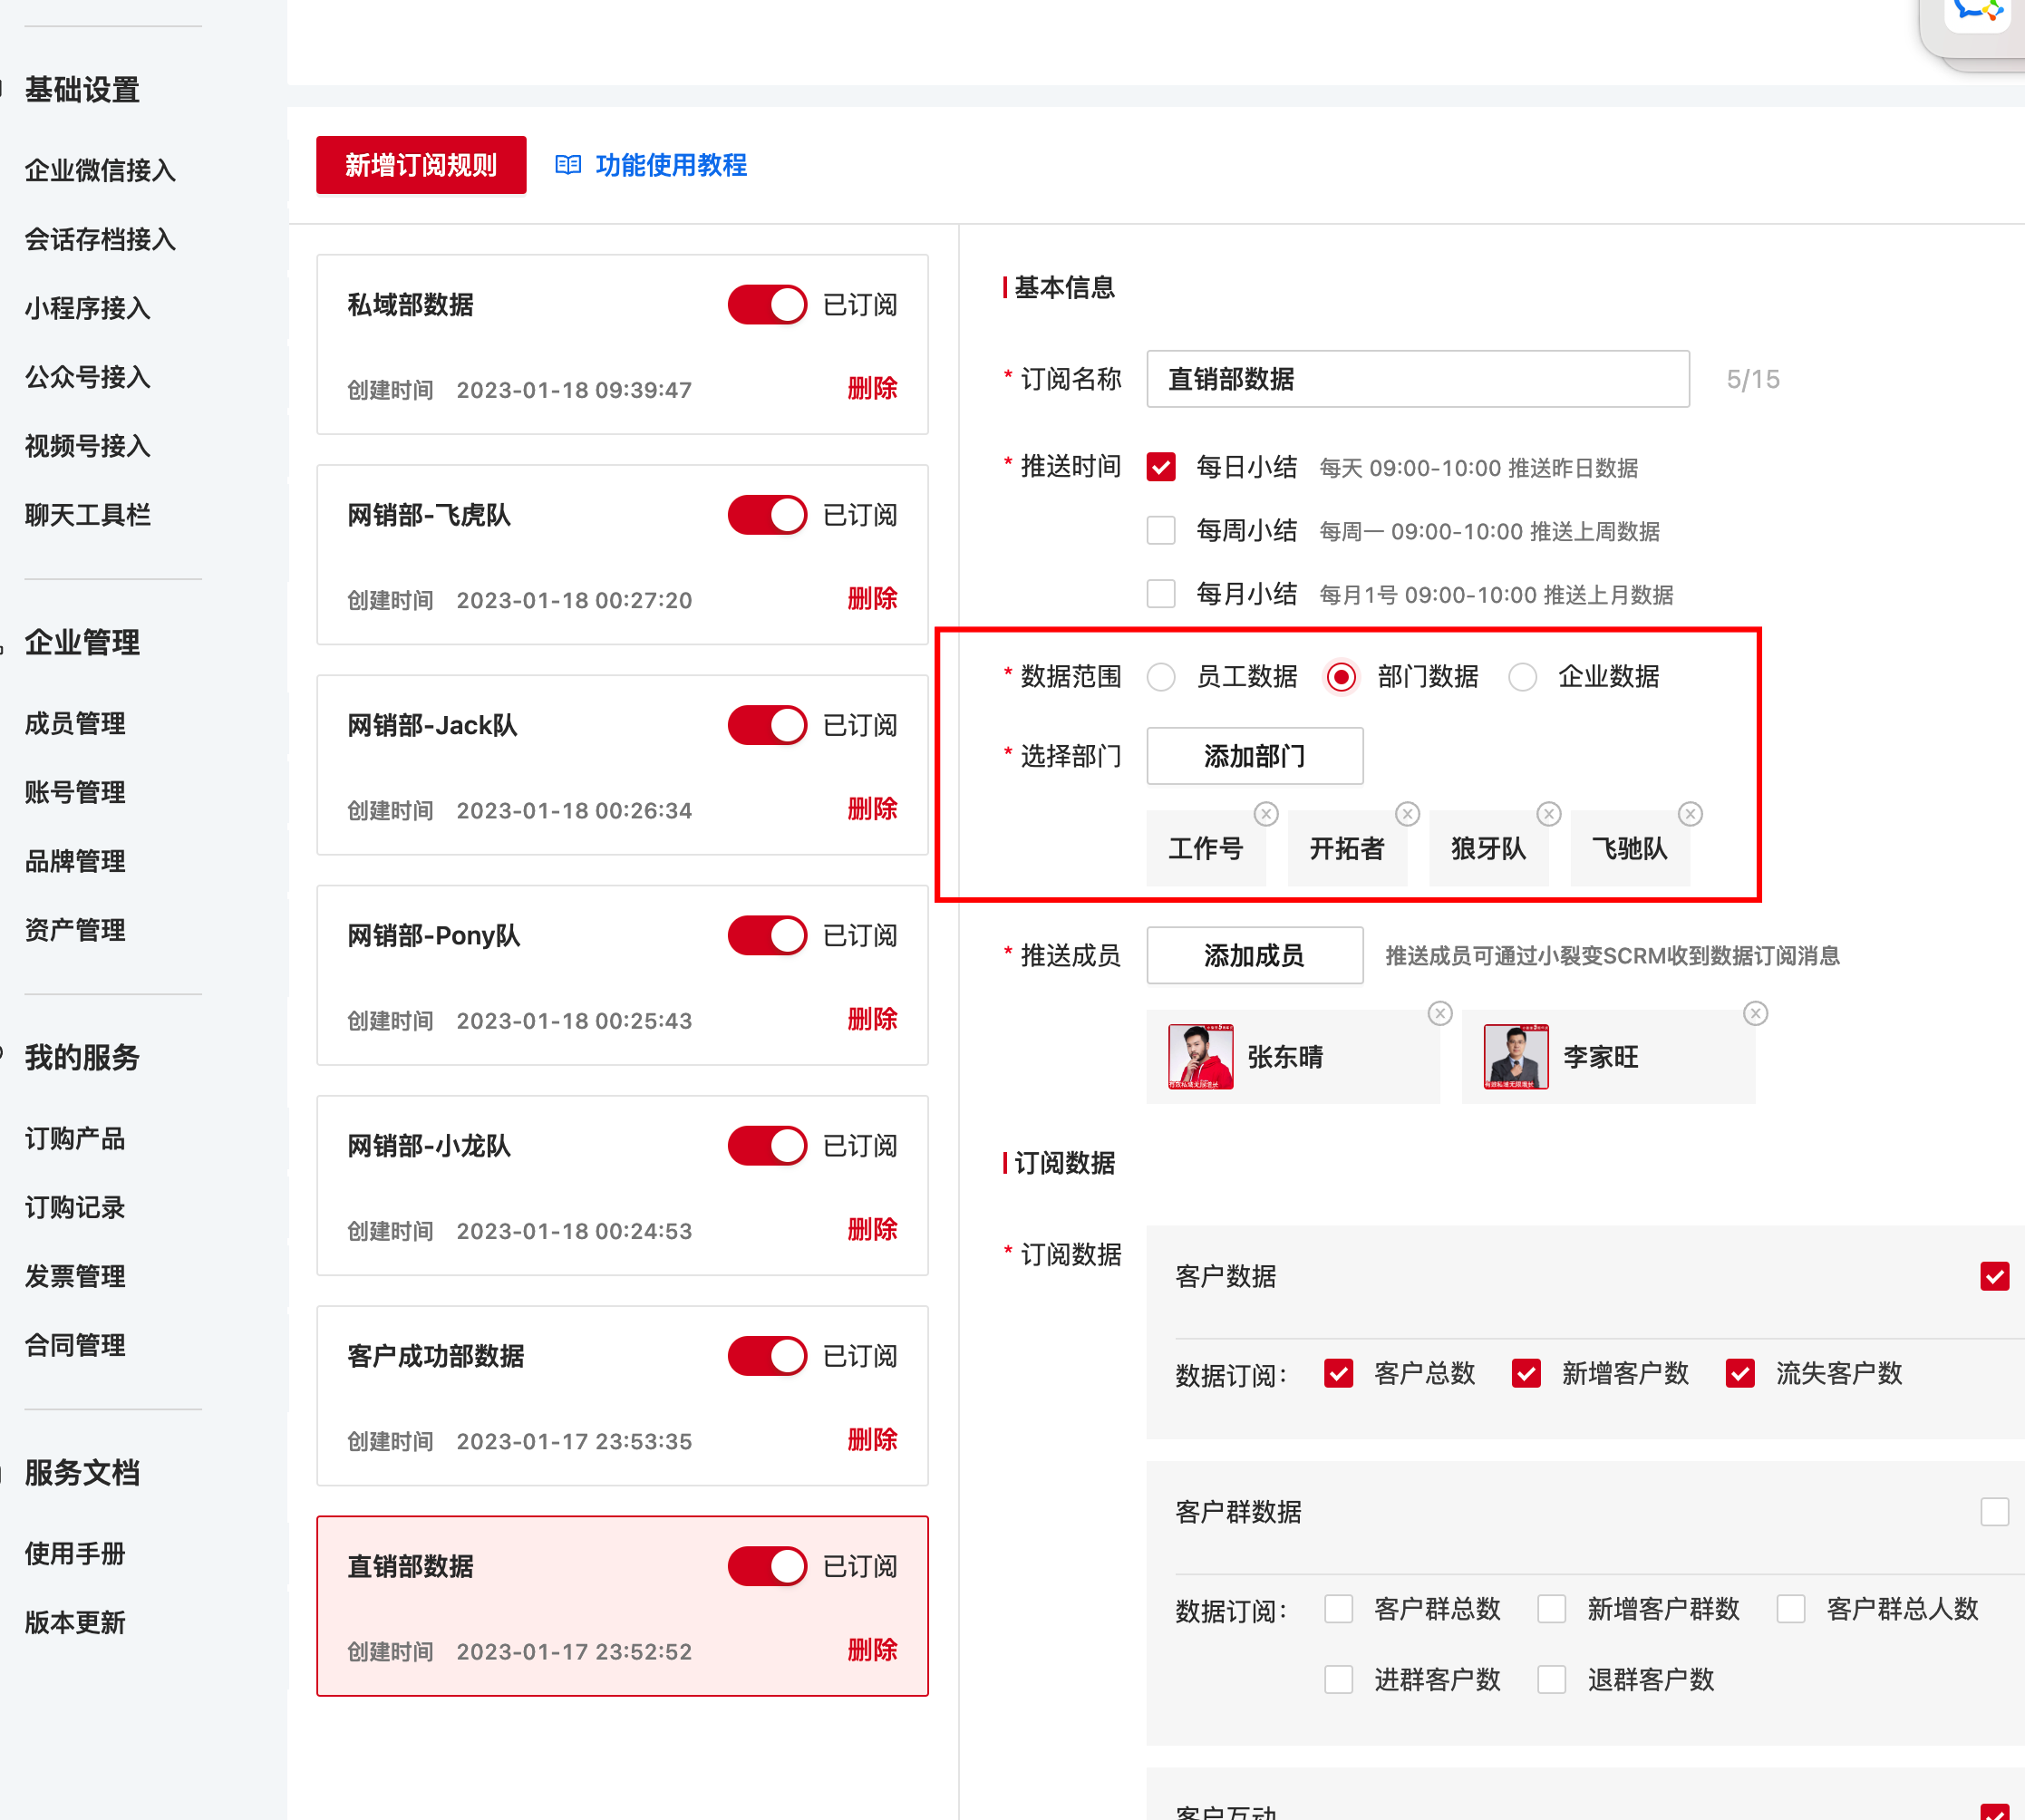 基础设置
企业微信接入
会话存档接入
小程序接入
公众号接入
视频号接入
聊天工具栏
企业管理
成员管理
账号管理
品牌管理
资产管理
我的服务
订购产品
订购记录
发票管理
合同管理
服务文档
使用手册
版本更新
新增订阅规则 功能使用教程
私域部数据 已订阅
创建时间 2023-01-18 09:39:47 删除
网销部-飞虎队 已订阅
创建时间 2023-01-18 00:27:20 删除
网销部-Jack队 已订阅
创建时间 2023-01-18 00:26:34 删除
网销部-Pony队 已订阅
创建时间 2023-01-18 00:25:43 删除
网销部-小龙队 已订阅
创建时间 2023-01-18 00:24:53 删除
客户成功部数据 已订阅
创建时间 2023-01-17 23:53:35 删除
直销部数据 已订阅
创建时间 2023-01-17 23:52:52 删除
基本信息
* 订阅名称 直销部数据 5/15
* 推送时间 每日小结 每天 09:00-10:00 推送昨日数据
每周小结 每周一 09:00-10:00 推送上周数据
每月小结 每月1号 09:00-10:00 推送上月数据
* 数据范围 员工数据 部门数据 企业数据
* 选择部门 添加部门
工作号 开拓者 狼牙队 飞驰队
* 推送成员 添加成员 推送成员可通过小裂变SCRM收到数据订阅消息
张东晴 李家旺
订阅数据
* 订阅数据 客户数据
数据订阅： 客户总数 新增客户数 流失客户数
客户群数据
数据订阅： 客户群总数 新增客户群数 客户群总人数
进群客户数 退群客户数
客户互动